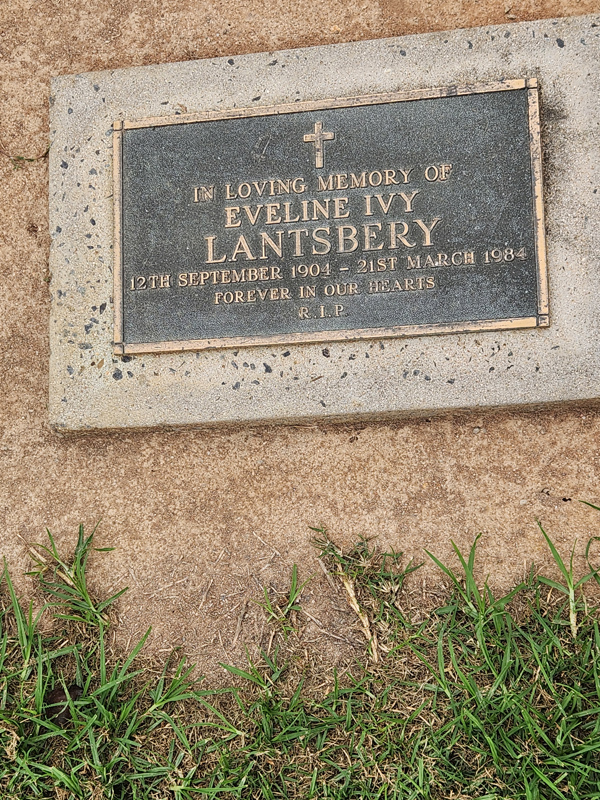 IN LOVING MEMORY OF
EVELINE IVY
LANTSBERY
12TH SEPTEMBER 1904 – 21ST MARCH 1984
FOREVER IN OUR HEARTS
R.I.P